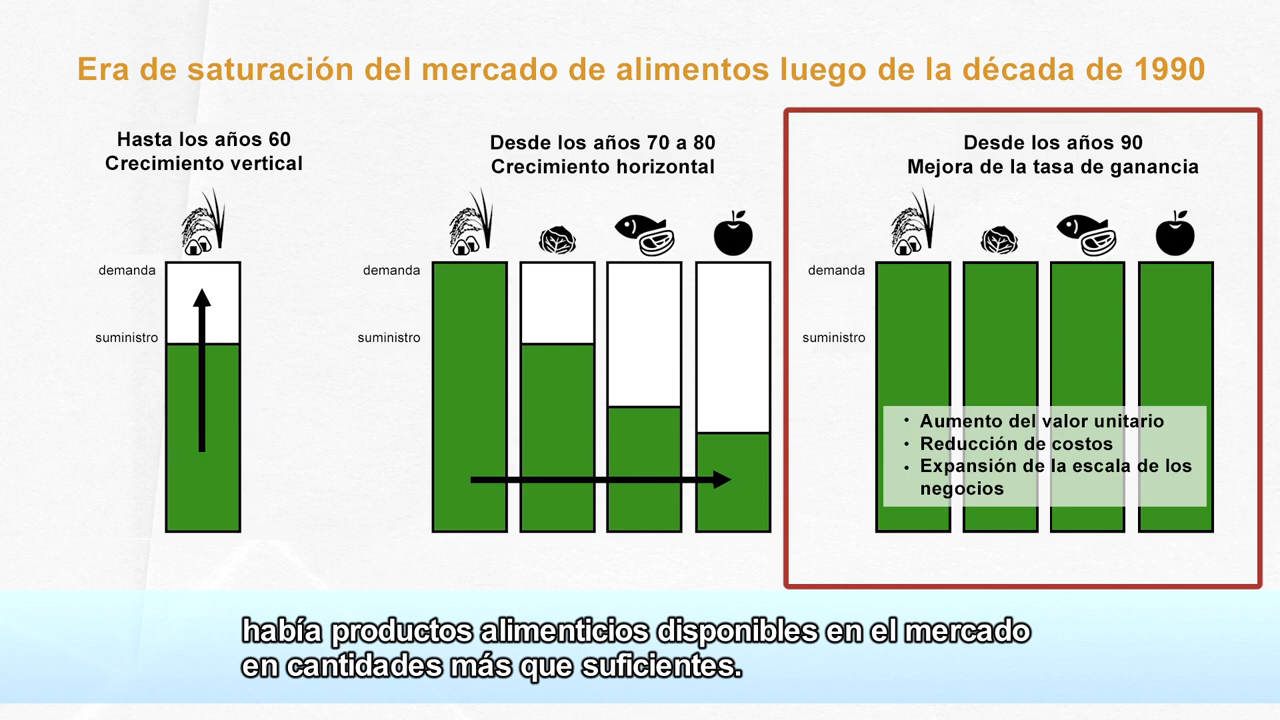 Era de saturación del mercado de alimentos luego de la década de 1990
Hasta los años 60
Crecimiento vertical
demanda
suministro
Desde los años 70 a 80
Crecimiento horizontal
demanda
suministro
Desde los años 90
Mejora de la tasa de ganancia
demanda
suministro
• Aumento del valor unitario
• Reducción de costos
• Expansión de la escala de los
negocios
había productos alimenticios disponibles en el mercado
en cantidades más que suficientes.